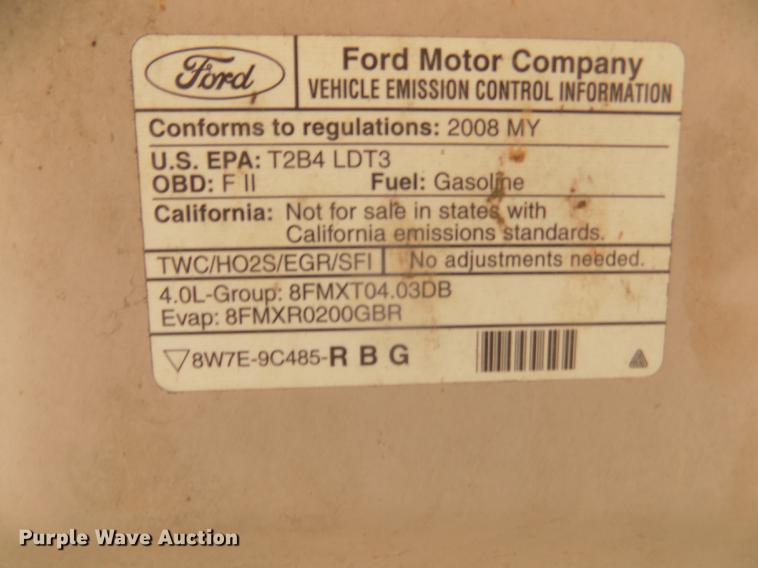 Ford
Ford Motor Company
VEHICLE EMISSION CONTROL INFORMATION
Conforms to regulations: 2008 MY
U.S. EPA: T2B4 LDT3
OBD: F II Fuel: Gasoline
California: Not for sale in states with
California emissions standards.
TWC/HO2S/EGR/SFI No adjustments needed.
4.0L-Group: 8FMXT04.03DB
Evap: 8FMXR0200GBR
8W7E-9C485-R B G
Purple Wave Auction